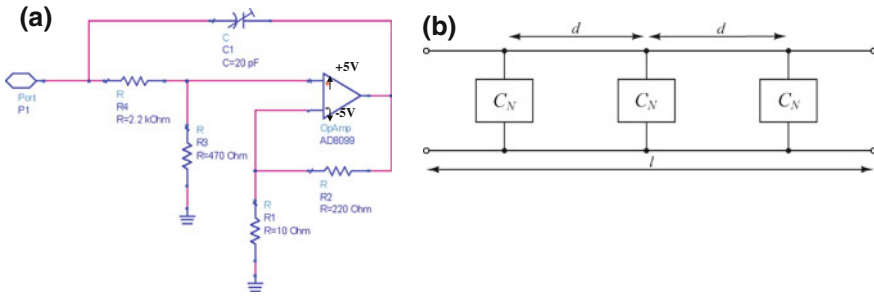 (a)
C
C1
C=20 pF
+5V
Port
P1
R
R4
R=2.2 kOhm
-5V
OpAmp
AD8099
R
R3
R=470 Ohm
R
R2
R=220 Ohm
R
R1
R=10 Ohm
(b)
d
d
C_N
C_N
C_N
l